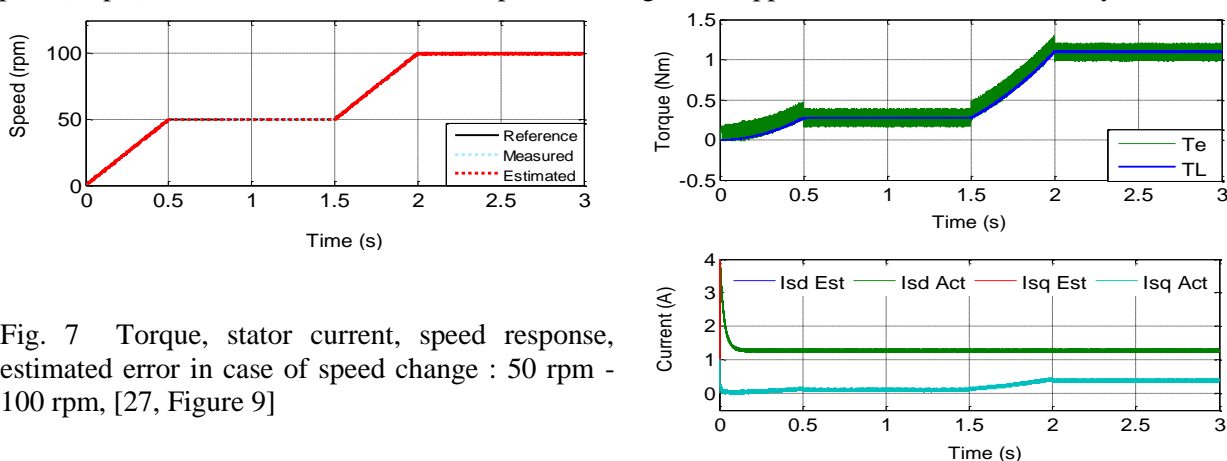 100
50
0
Speed (rpm)
Reference
Measured
Estimated
0 0.5 1 1.5 2 2.5 3
Time (s)
Fig. 7 Torque, stator current, speed response,
estimated error in case of speed change : 50 rpm -
100 rpm, [27, Figure 9]
1.5
1
0.5
0
-0.5
Torque (Nm)
Te
TL
0 0.5 1 1.5 2 2.5 3
Time (s)
4
3
2
1
0
Current (A)
Isd Est Isd Act Isq Est Isq Act
0 0.5 1 1.5 2 2.5 3
Time (s)